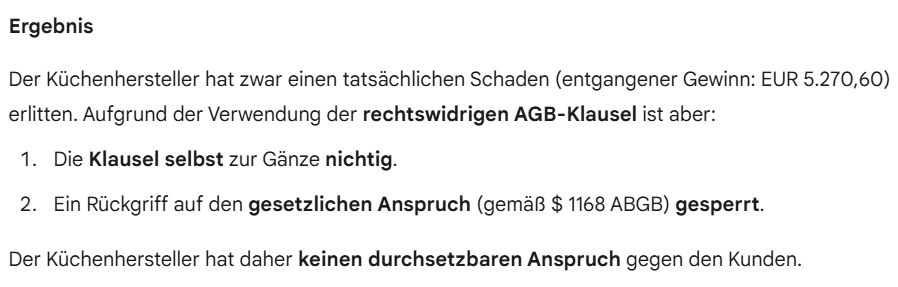 Ergebnis
Der Küchenhersteller hat zwar einen tatsächlichen Schaden (entgangener Gewinn: EUR 5.270,60)
erlitten. Aufgrund der Verwendung der rechtswidrigen AGB-Klausel ist aber:
1. Die Klausel selbst zur Gänze nichtig.
2. Ein Rückgriff auf den gesetzlichen Anspruch (gemäß $ 1168 ABGB) gesperrt.
Der Küchenhersteller hat daher keinen durchsetzbaren Anspruch gegen den Kunden.